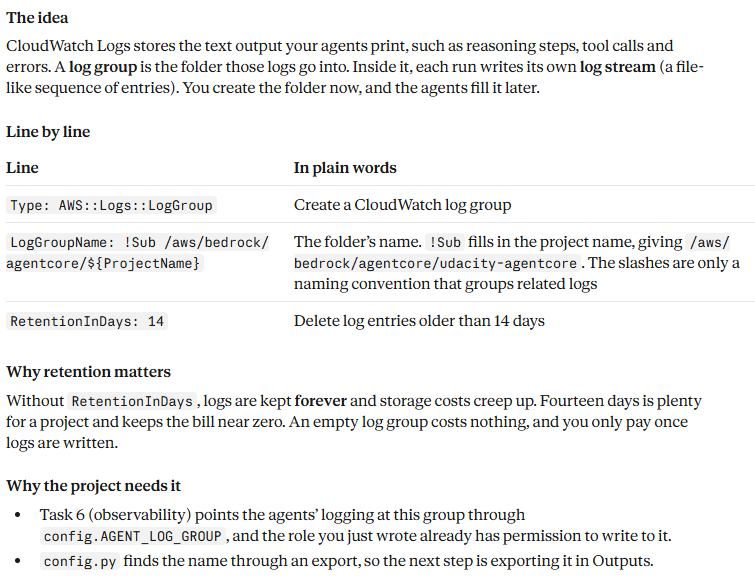 The idea
CloudWatch Logs stores the text output your agents print, such as reasoning steps, tool calls and
errors. A log group is the folder those logs go into. Inside it, each run writes its own log stream (a file-
like sequence of entries). You create the folder now, and the agents fill it later.
Line by line
Line In plain words
Type: AWS::Logs::LogGroup Create a CloudWatch log group
LogGroupName: !Sub /aws/bedrock/ The folder’s name. !Sub fills in the project name, giving /aws/
agentcore/${ProjectName} bedrock/agentcore/udacity-agentcore. The slashes are only a
naming convention that groups related logs
RetentionInDays: 14 Delete log entries older than 14 days
Why retention matters
Without RetentionInDays, logs are kept forever and storage costs creep up. Fourteen days is plenty
for a project and keeps the bill near zero. An empty log group costs nothing, and you only pay once
logs are written.
Why the project needs it
• Task 6 (observability) points the agents’ logging at this group through
config.AGENT_LOG_GROUP, and the role you just wrote already has permission to write to it.
• config.py finds the name through an export, so the next step is exporting it in Outputs.